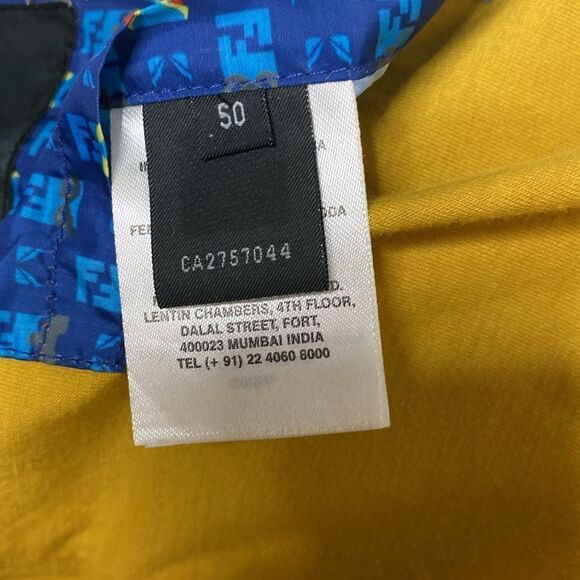 50
CA2757044
LENTIN CHAMBERS, 4TH FLOOR,
DALAL STREET, FORT,
400023 MUMBAI INDIA
TEL (+ 91) 22 4060 8000